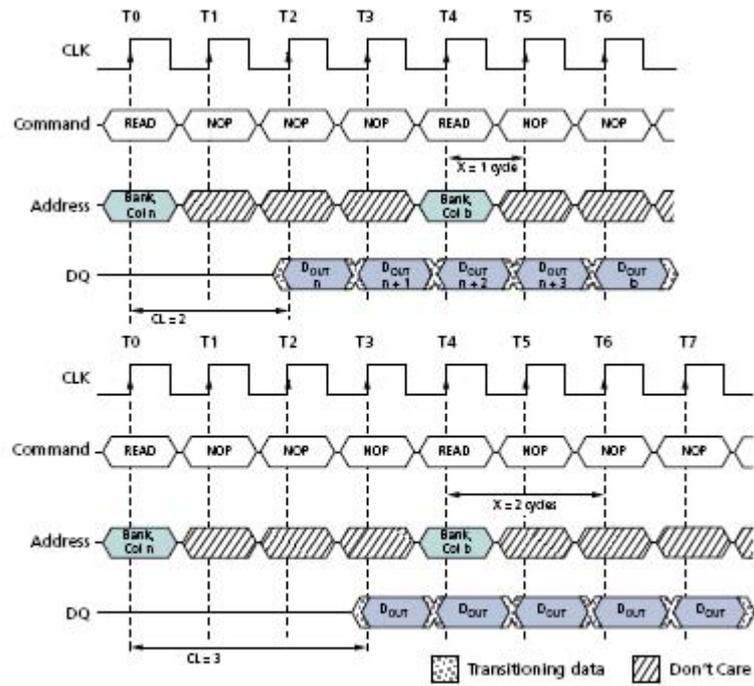 T0 T1 T2 T3 T4 T5 T6
CLK
Command READ NOP NOP NOP READ NOP NOP
X = 1 cycle
Address Bank, Col n Bank, Col b
DQ DOUT n DOUT n + 1 DOUT n + 2 DOUT n + 3 DOUT b
CL = 2
T0 T1 T2 T3 T4 T5 T6 T7
CLK
Command READ NOP NOP NOP READ NOP NOP NOP
X = 2 cycles
Address Bank, Col n Bank, Col b
DQ DOUT DOUT DOUT DOUT DOUT
CL = 3
Transitioning data Don't Care